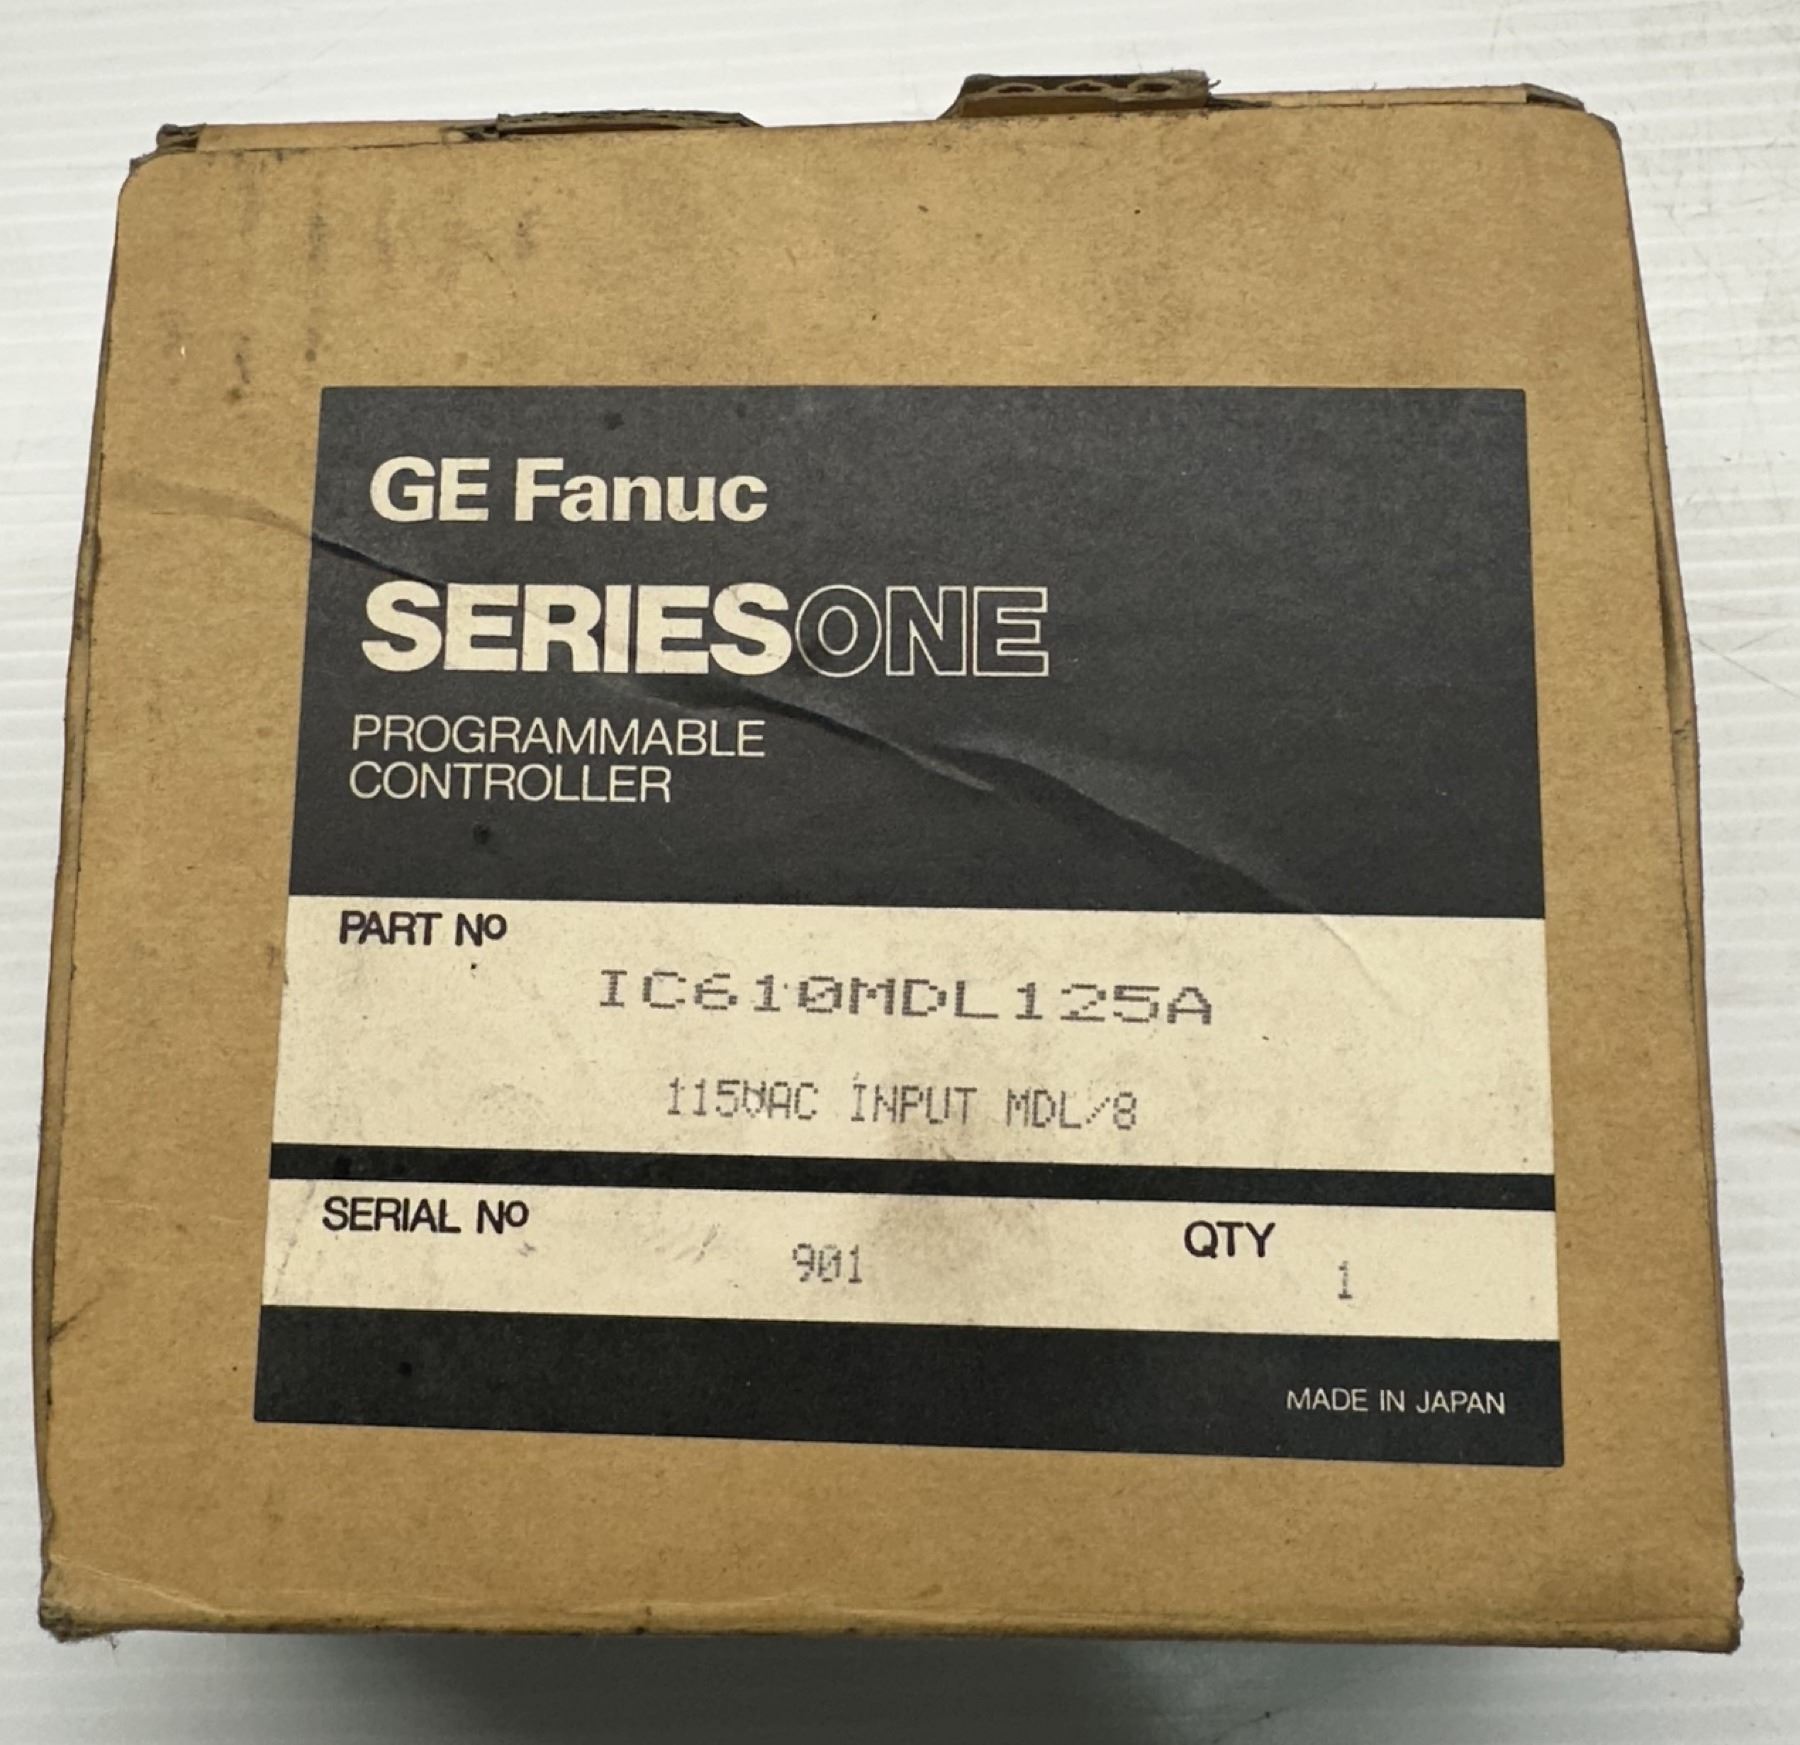 GE Fanuc
SERIESONE
PROGRAMMABLE
CONTROLLER
PART No
IC610MDL125A
115VAC INPUT MDL/8
SERIAL No
901
QTY
1
MADE IN JAPAN